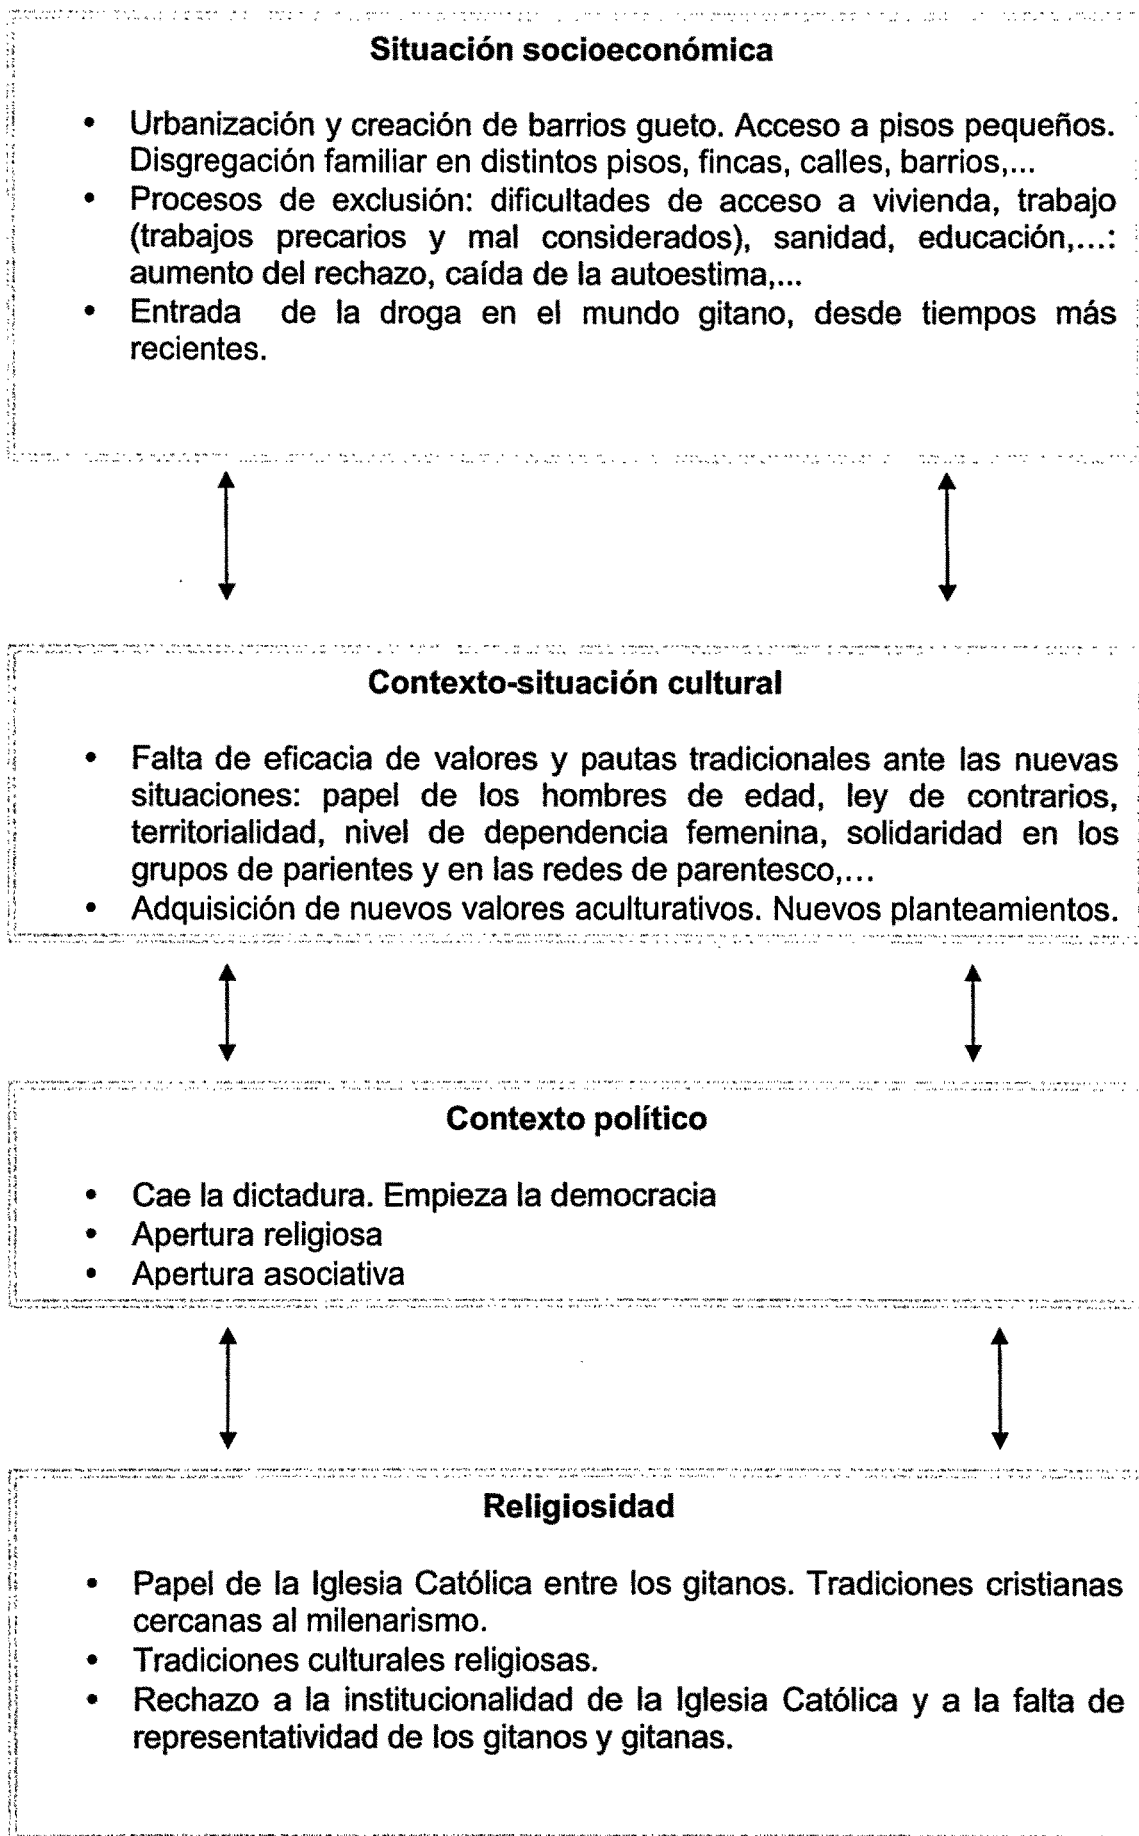 Situación socioeconómica
• Urbanización y creación de barrios gueto. Acceso a pisos pequeños.
Disgregación familiar en distintos pisos, fincas, calles, barrios,...
• Procesos de exclusión: dificultades de acceso a vivienda, trabajo
(trabajos precarios y mal considerados), sanidad, educación,...:
aumento del rechazo, caída de la autoestima,...
• Entrada de la droga en el mundo gitano, desde tiempos más
recientes.
Contexto-situación cultural
• Falta de eficacia de valores y pautas tradicionales ante las nuevas
situaciones: papel de los hombres de edad, ley de contrarios,
territorialidad, nivel de dependencia femenina, solidaridad en los
grupos de parientes y en las redes de parentesco,...
• Adquisición de nuevos valores aculturativos. Nuevos planteamientos.
Contexto político
• Cae la dictadura. Empieza la democracia
• Apertura religiosa
• Apertura asociativa
Religiosidad
• Papel de la Iglesia Católica entre los gitanos. Tradiciones cristianas
cercanas al milenarismo.
• Tradiciones culturales religiosas.
• Rechazo a la institucionalidad de la Iglesia Católica y a la falta de
representatividad de los gitanos y gitanas.